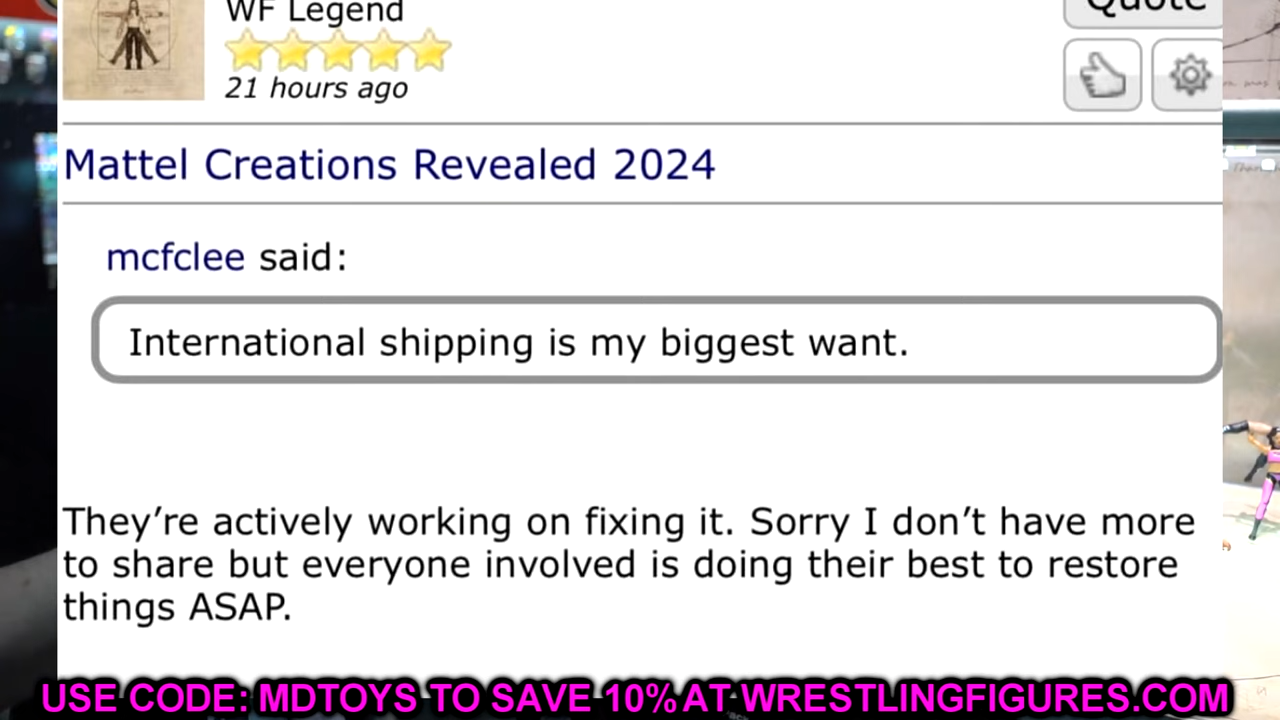 WF Legend
Quote
21 hours ago
Mattel Creations Revealed 2024
mcfclee said:
International shipping is my biggest want.
They're actively working on fixing it. Sorry I don't have more
to share but everyone involved is doing their best to restore
things ASAP.
USE CODE: MDTOYS TO SAVE 10% AT WRESTLINGFIGURES.COM